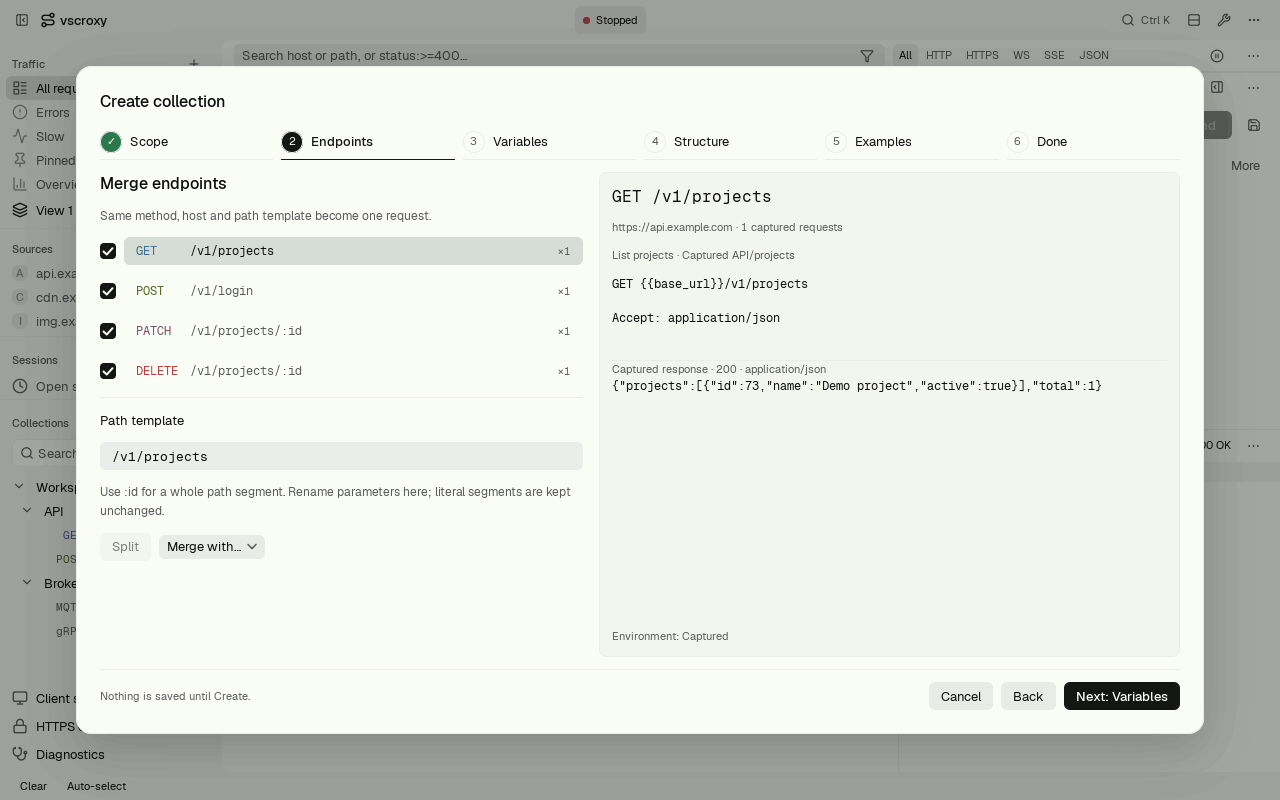 vscroxy
Stopped
Ctrl K
Traffic
Search host or path, or status:>=400...
All
HTTP
HTTPS
WS
SSE
JSON
All requ
Errors
Slow
Pinned
Overvi
View 1
More
Sources
A api.exa
C cdn.ex
I img.exa
Sessions
Open s
Collections
Search
Worksp
API
GE
POS
Broke
MQT
gRP
Client s
HTTPS
Diagnostics
Clear
Auto-select
00 OK
nd
Create collection
✓ Scope
2 Endpoints
3 Variables
4 Structure
5 Examples
6 Done
Merge endpoints
Same method, host and path template become one request.
GET /v1/projects ×1
POST /v1/login ×1
PATCH /v1/projects/:id ×1
DELETE /v1/projects/:id ×1
Path template
/v1/projects
Use :id for a whole path segment. Rename parameters here; literal segments are kept
unchanged.
Split
Merge with...
GET /v1/projects
https://api.example.com · 1 captured requests
List projects · Captured API/projects
GET {{base_url}}/v1/projects
Accept: application/json
Captured response · 200 · application/json
{"projects":[{"id":73,"name":"Demo project","active":true}],"total":1}
Environment: Captured
Nothing is saved until Create.
Cancel
Back
Next: Variables